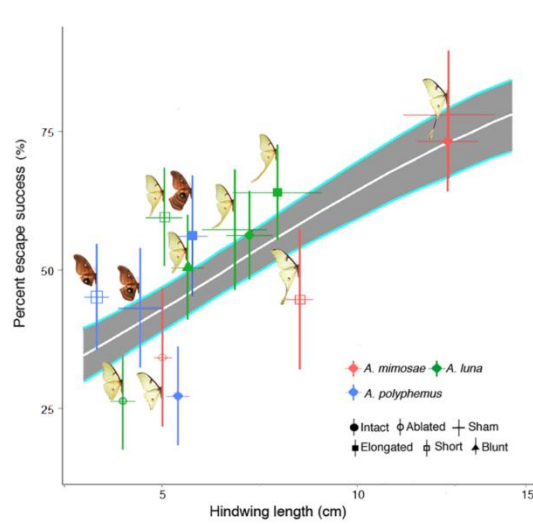 Percent escape success (%)
75
50
25
5
10
15
Hindwing length (cm)
A. mimosae
A. luna
A. polyphemus
Intact
Ablated
Sham
Elongated
Short
Blunt